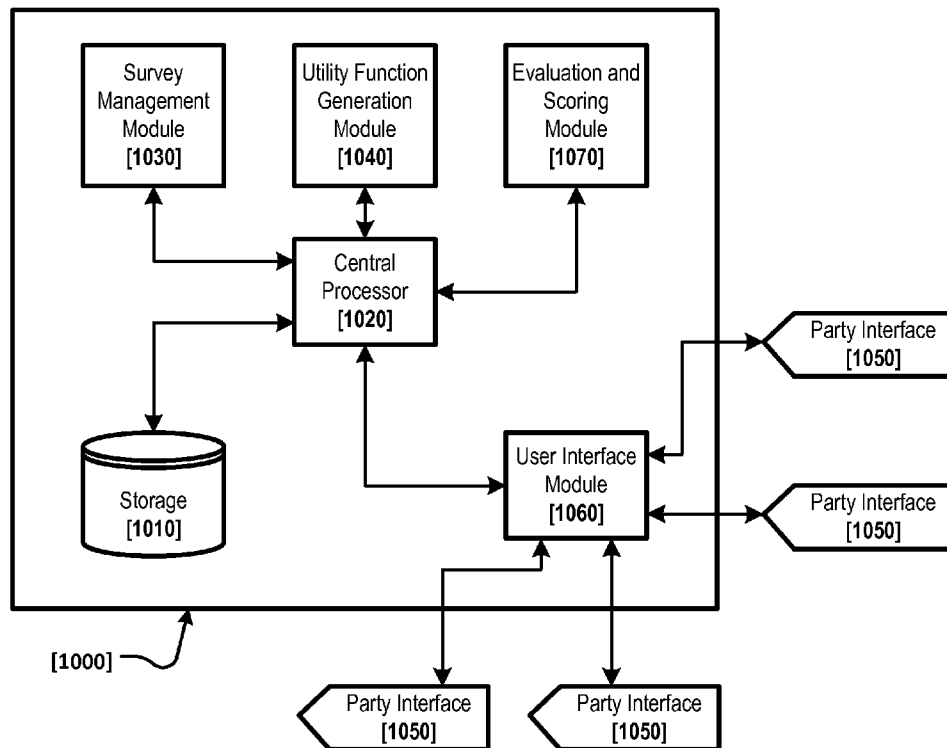 Survey
Management
Module
[1030]
Utility Function
Generation
Module
[1040]
Evaluation and
Scoring
Module
[1070]
Central
Processor
[1020]
Party Interface
[1050]
Storage
[1010]
User Interface
Module
[1060]
Party Interface
[1050]
[1000]
Party Interface
[1050]
Party Interface
[1050]